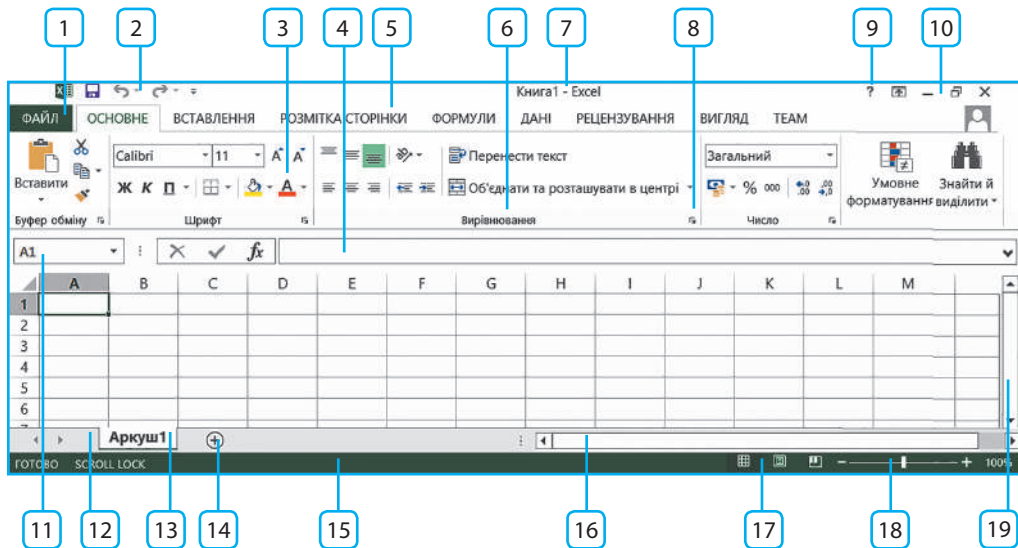 1 2 3 4 5 6 7 8 9 10
Книга1 - Excel ?
ФАЙЛ ОСНОВНЕ ВСТАВЛЕННЯ РОЗМІТКА СТОРІНКИ ФОРМУЛИ ДАНІ РЕЦЕНЗУВАННЯ ВИГЛЯД TEAM
Calibri 11 A A Перенести текст Загальний
Вставити Ж К П A Об'єднати та розташувати в центрі % 000 Умовне форматування Знайти й виділити
Буфер обміну Шрифт Вирівнювання Число
A1 fx
A B C D E F G H I J K L M
1
2
3
4
5
6
Аркуш1
ГОТОВО SCROLL LOCK 100%
11 12 13 14 15 16 17 18 19